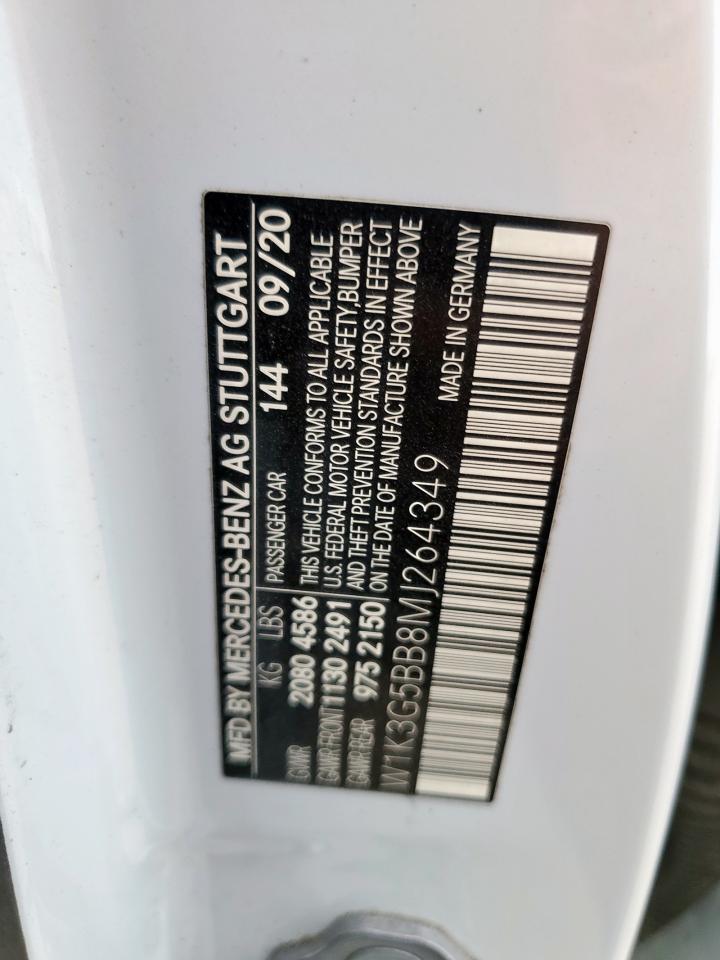 MFD BY MERCEDES-BENZ AG STUTTGART
KG LBS PASSENGER CAR 144 09/20
GVWR 2080 4586 THIS VEHICLE CONFORMS TO ALL APPLICABLE
GAWR FRONT 1130 2491 U.S. FEDERAL MOTOR VEHICLE SAFETY, BUMPER
GAWR REAR 975 2150 AND THEFT PREVENTION STANDARDS IN EFFECT
ON THE DATE OF MANUFACTURE SHOWN ABOVE
W1K3G5BB8MJ264349 MADE IN GERMANY